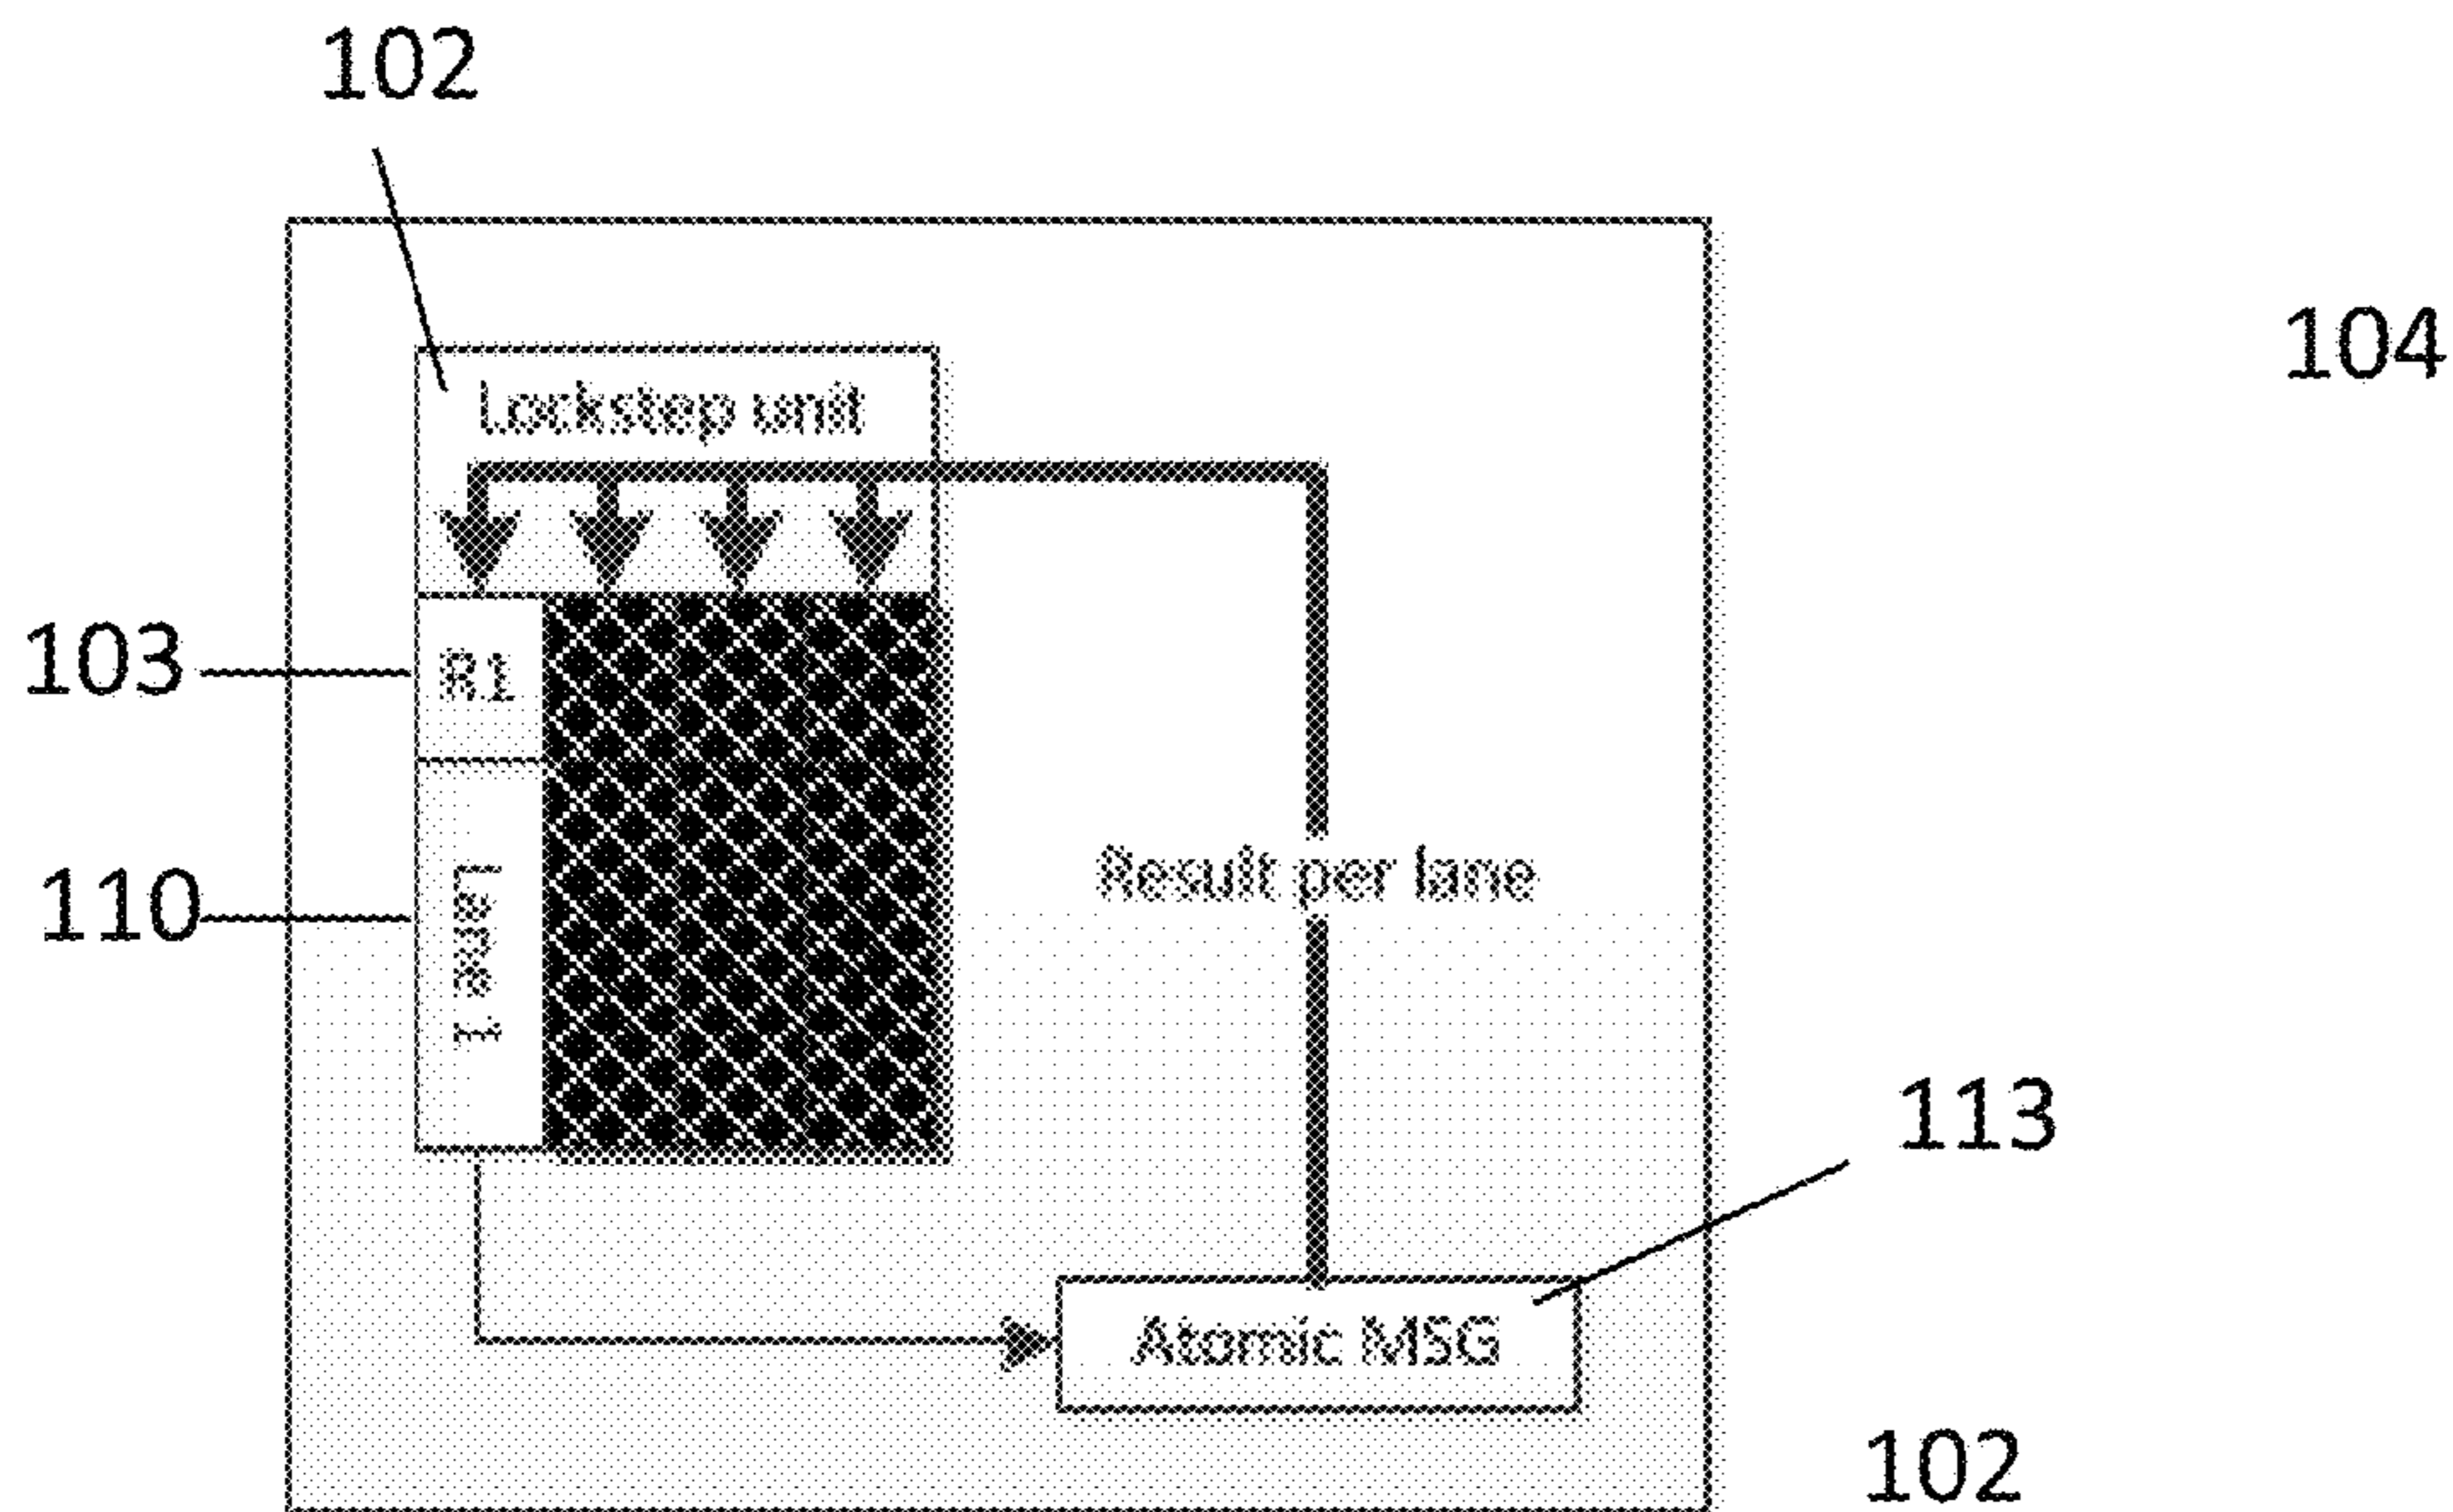 102
104
Lockstep unit
103
R1
Result per lane
110
Lane 1
113
Atomic MSG
102